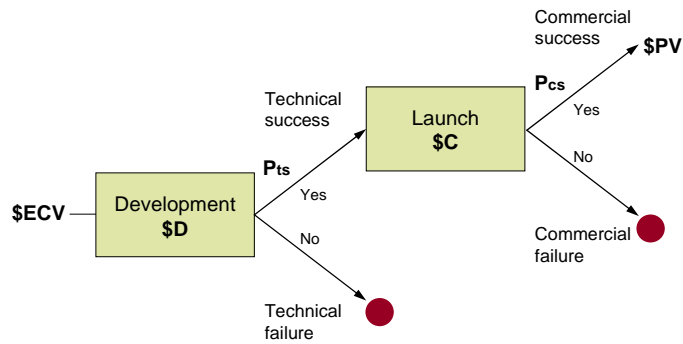 Commercial
success
$PV
Pcs
Technical
success
Launch
$C
Yes
No
Pts
Yes
$ECV
Development
$D
No
Commercial
failure
Technical
failure